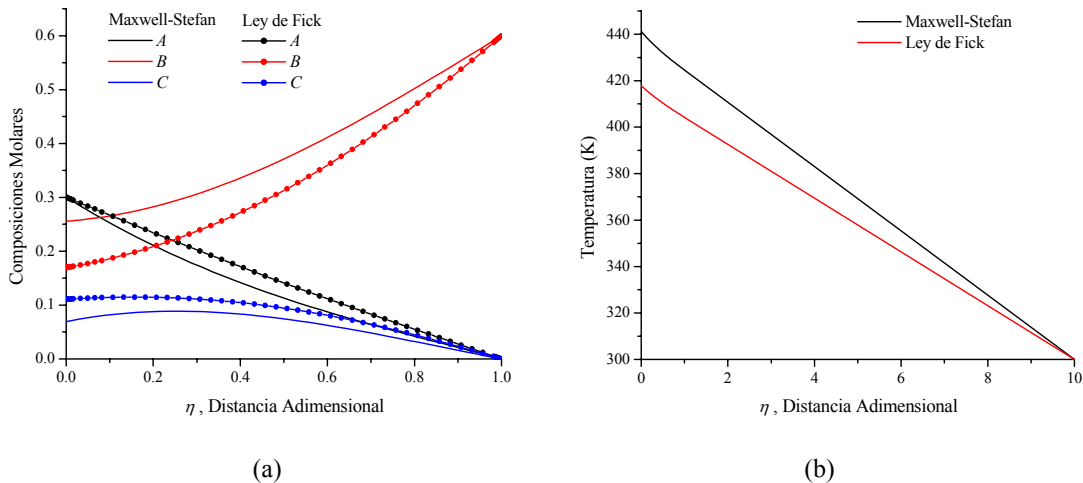 Maxwell-Stefan Ley de Fick
A A
B B
C C
0.6
0.5
0.4
0.3
0.2
0.1
0.0
Composiciones Molares
0.0 0.2 0.4 0.6 0.8 1.0
η , Distancia Adimensional
(a)
Maxwell-Stefan
Ley de Fick
440
420
400
380
360
340
320
300
Temperatura (K)
0 2 4 6 8 10
η , Distancia Adimensional
(b)